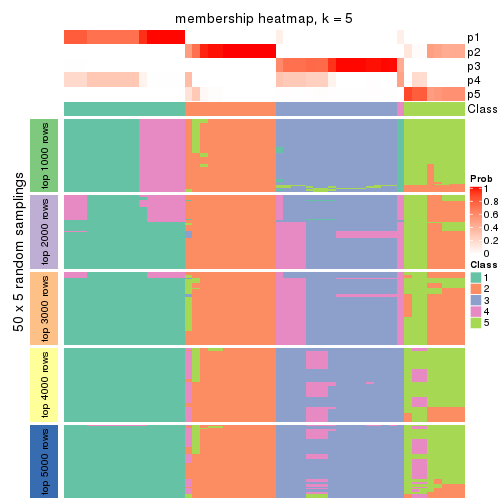 membership heatmap, k = 5
p1
p2
p3
p4
p5
Class
50 x 5 random samplings
top 1000 rows
top 2000 rows
top 3000 rows
top 4000 rows
top 5000 rows
Prob
1
0.8
0.6
0.4
0.2
0
Class
1
2
3
4
5